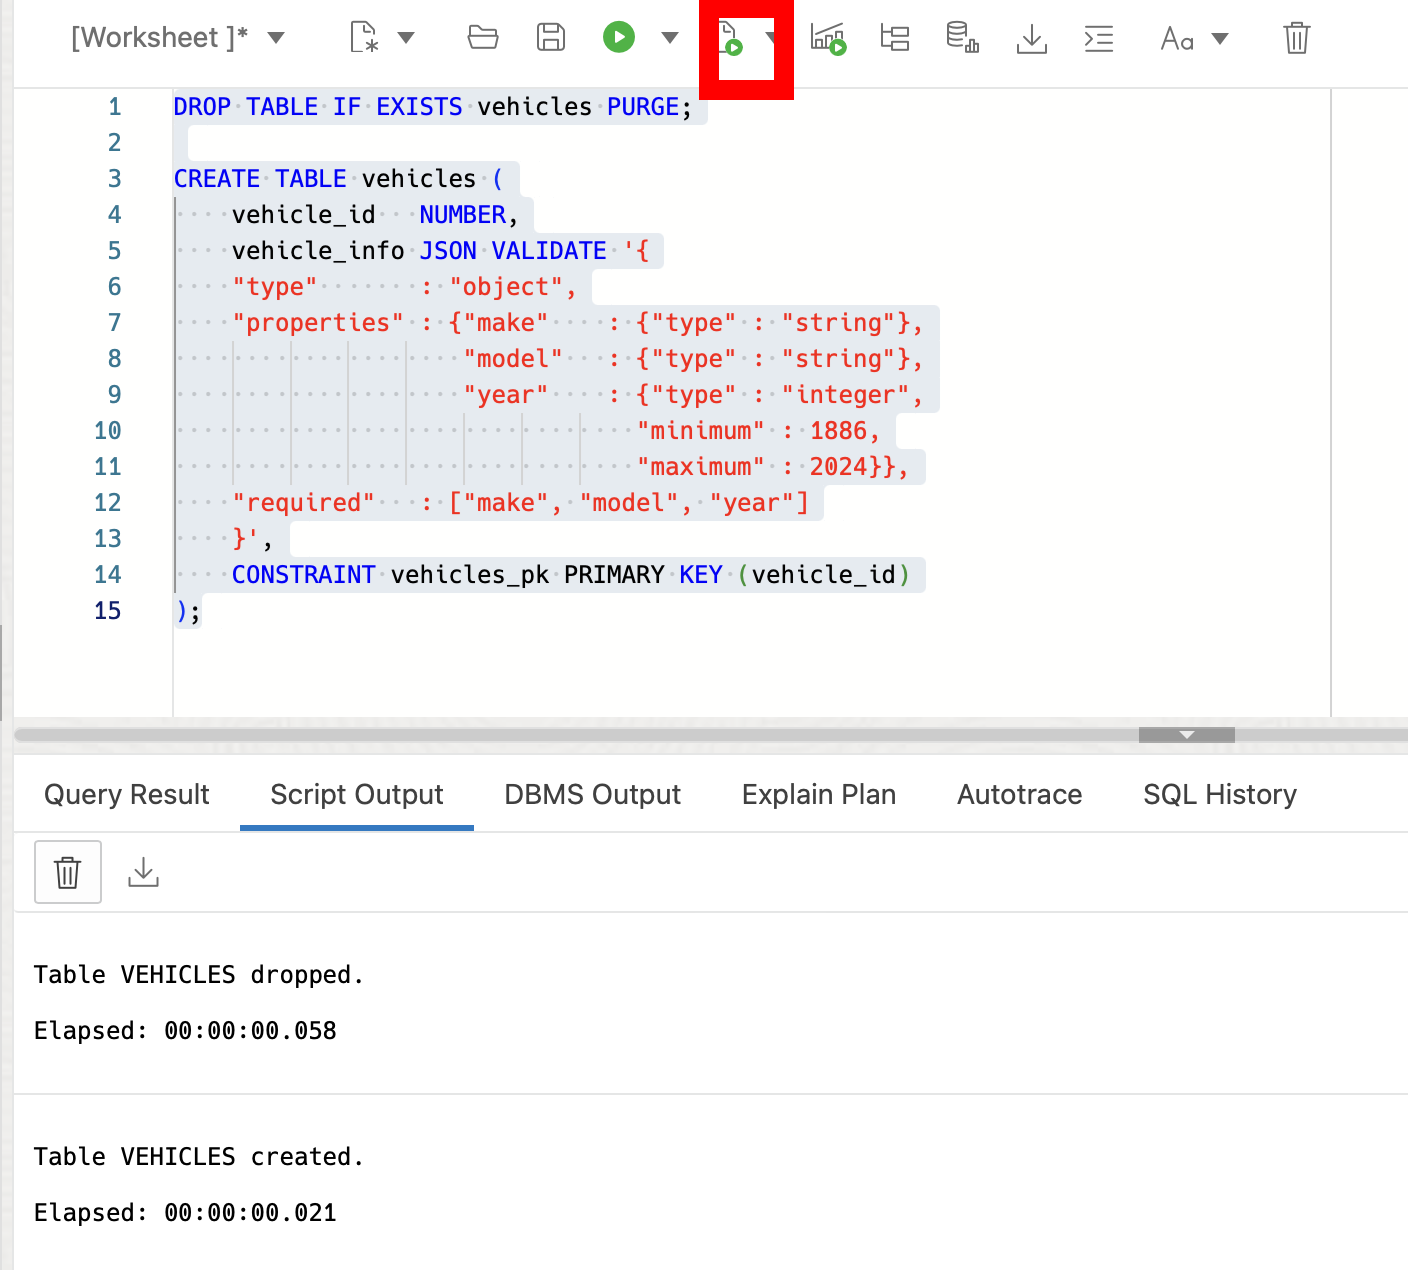 [Worksheet ]*
Aa
1 DROP TABLE IF EXISTS vehicles PURGE;
2
3 CREATE TABLE vehicles (
4     vehicle_id   NUMBER,
5     vehicle_info JSON VALIDATE '{
6     "type"       : "object",
7     "properties" : {"make"    : {"type" : "string"},
8                     "model"   : {"type" : "string"},
9                     "year"    : {"type" : "integer",
10                                 "minimum" : 1886,
11                                 "maximum" : 2024}},
12     "required"   : ["make", "model", "year"]
13     }',
14     CONSTRAINT vehicles_pk PRIMARY KEY (vehicle_id)
15 );
Query Result Script Output DBMS Output Explain Plan Autotrace SQL History
Table VEHICLES dropped.
Elapsed: 00:00:00.058
Table VEHICLES created.
Elapsed: 00:00:00.021